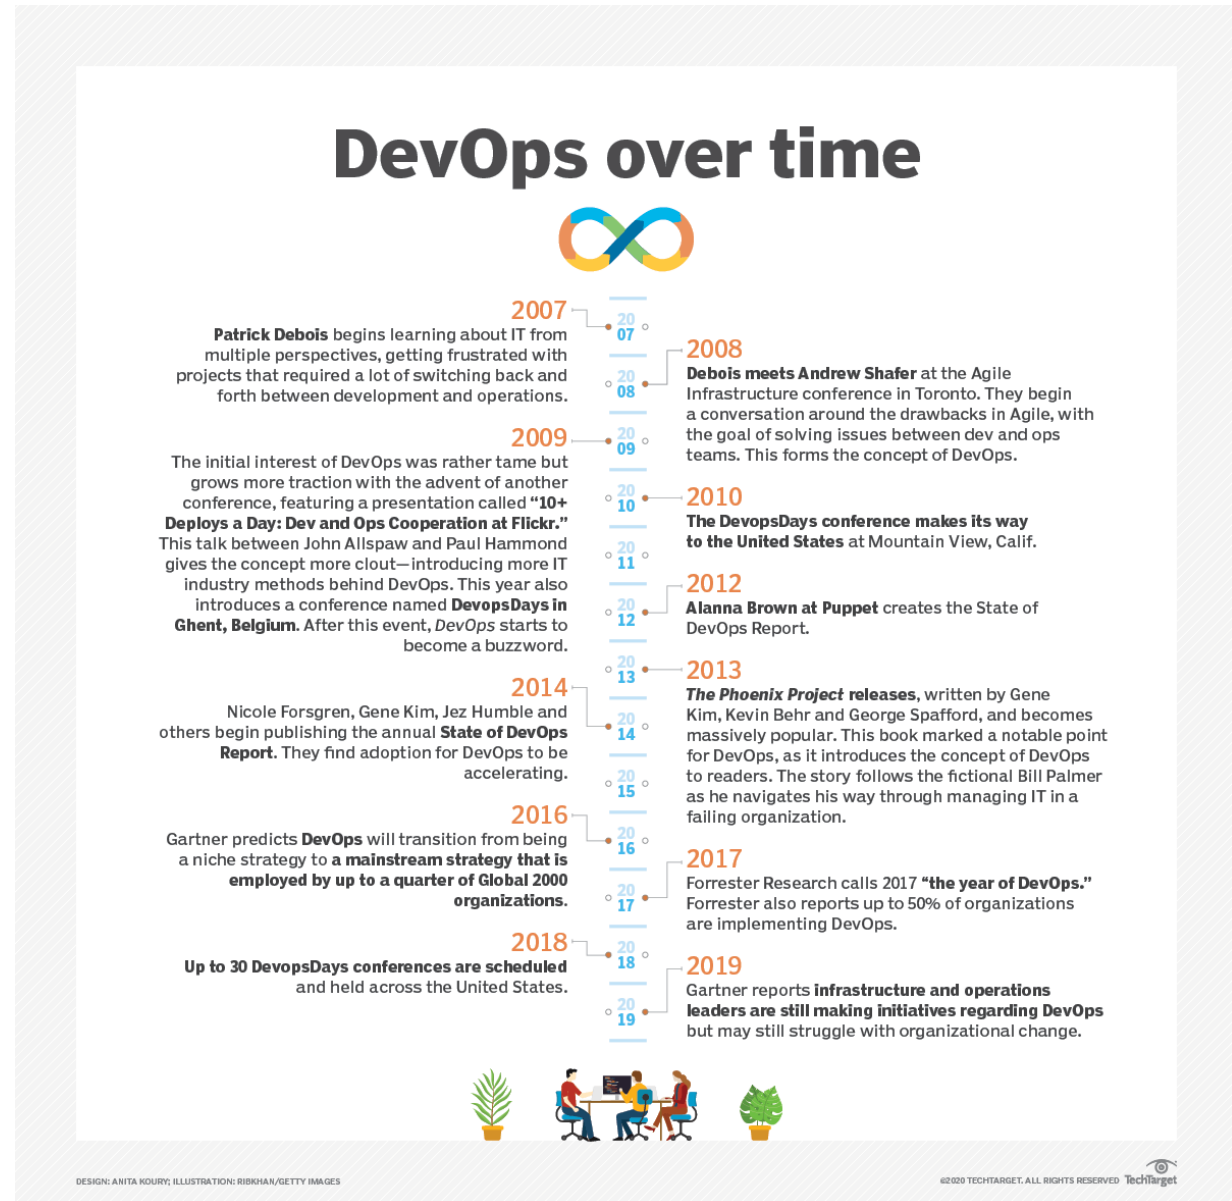 DevOps over time
2007
Patrick Debois begins learning about IT from
multiple perspectives, getting frustrated with
projects that required a lot of switching back and
forth between development and operations.
20
07
2008
Debois meets Andrew Shafer at the Agile
Infrastructure conference in Toronto. They begin
a conversation around the drawbacks in Agile, with
the goal of solving issues between dev and ops
teams. This forms the concept of DevOps.
20
08
2009
The initial interest of DevOps was rather tame but
grows more traction with the advent of another
conference, featuring a presentation called “10+
Deploys a Day: Dev and Ops Cooperation at Flickr.”
This talk between John Allspaw and Paul Hammond
gives the concept more clout—introducing more IT
industry methods behind DevOps. This year also
introduces a conference named DevopsDays in
Ghent, Belgium. After this event, DevOps starts to
become a buzzword.
20
09
2010
The DevopsDays conference makes its way
to the United States at Mountain View, Calif.
20
10
20
11
2012
Alanna Brown at Puppet creates the State of
DevOps Report.
20
12
2013
The Phoenix Project releases, written by Gene
Kim, Kevin Behr and George Spafford, and becomes
massively popular. This book marked a notable point
for DevOps, as it introduces the concept of DevOps
to readers. The story follows the fictional Bill Palmer
as he navigates his way through managing IT in a
failing organization.
20
13
2014
Nicole Forsgren, Gene Kim, Jez Humble and
others begin publishing the annual State of DevOps
Report. They find adoption for DevOps to be
accelerating.
20
14
20
15
2016
Gartner predicts DevOps will transition from being
a niche strategy to a mainstream strategy that is
employed by up to a quarter of Global 2000
organizations.
20
16
2017
Forrester Research calls 2017 “the year of DevOps.”
Forrester also reports up to 50% of organizations
are implementing DevOps.
20
17
2018
Up to 30 DevopsDays conferences are scheduled
and held across the United States.
20
18
2019
Gartner reports infrastructure and operations
leaders are still making initiatives regarding DevOps
but may still struggle with organizational change.
20
19
DESIGN: ANITA KOURY; ILLUSTRATION: RIBKHAN/GETTY IMAGES
©2020 TECHTARGET. ALL RIGHTS RESERVED TechTarget